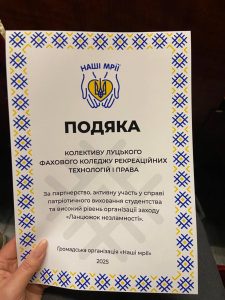 НАШІ МРІЇ
ПОДЯКА
КОЛЕКТИВУ ЛУЦЬКОГО
ФАХОВОГО КОЛЕДЖУ РЕКРЕАЦІЙНИХ
ТЕХНОЛОГІЙ І ПРАВА
За партнерство, активну участь у справі
патріотичного виховання студентства
та високий рівень організації заходу
«Ланцюжок незламності».
Громадська організація «Наші мрії»
2025